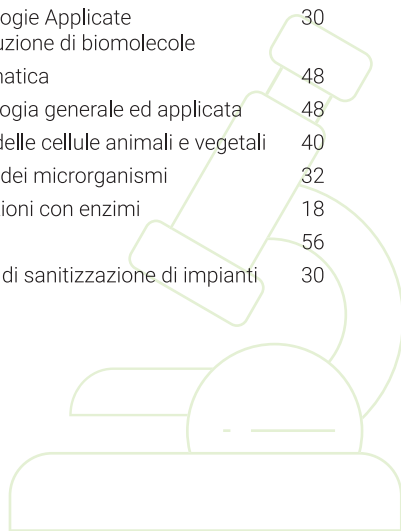 ogie Applicate 30
uzione di biomolecole
natica 48
ogia generale ed applicata 48
delle cellule animali e vegetali 40
dei microrganismi 32
ioni con enzimi 18
56
di sanitizzazione di impianti 30